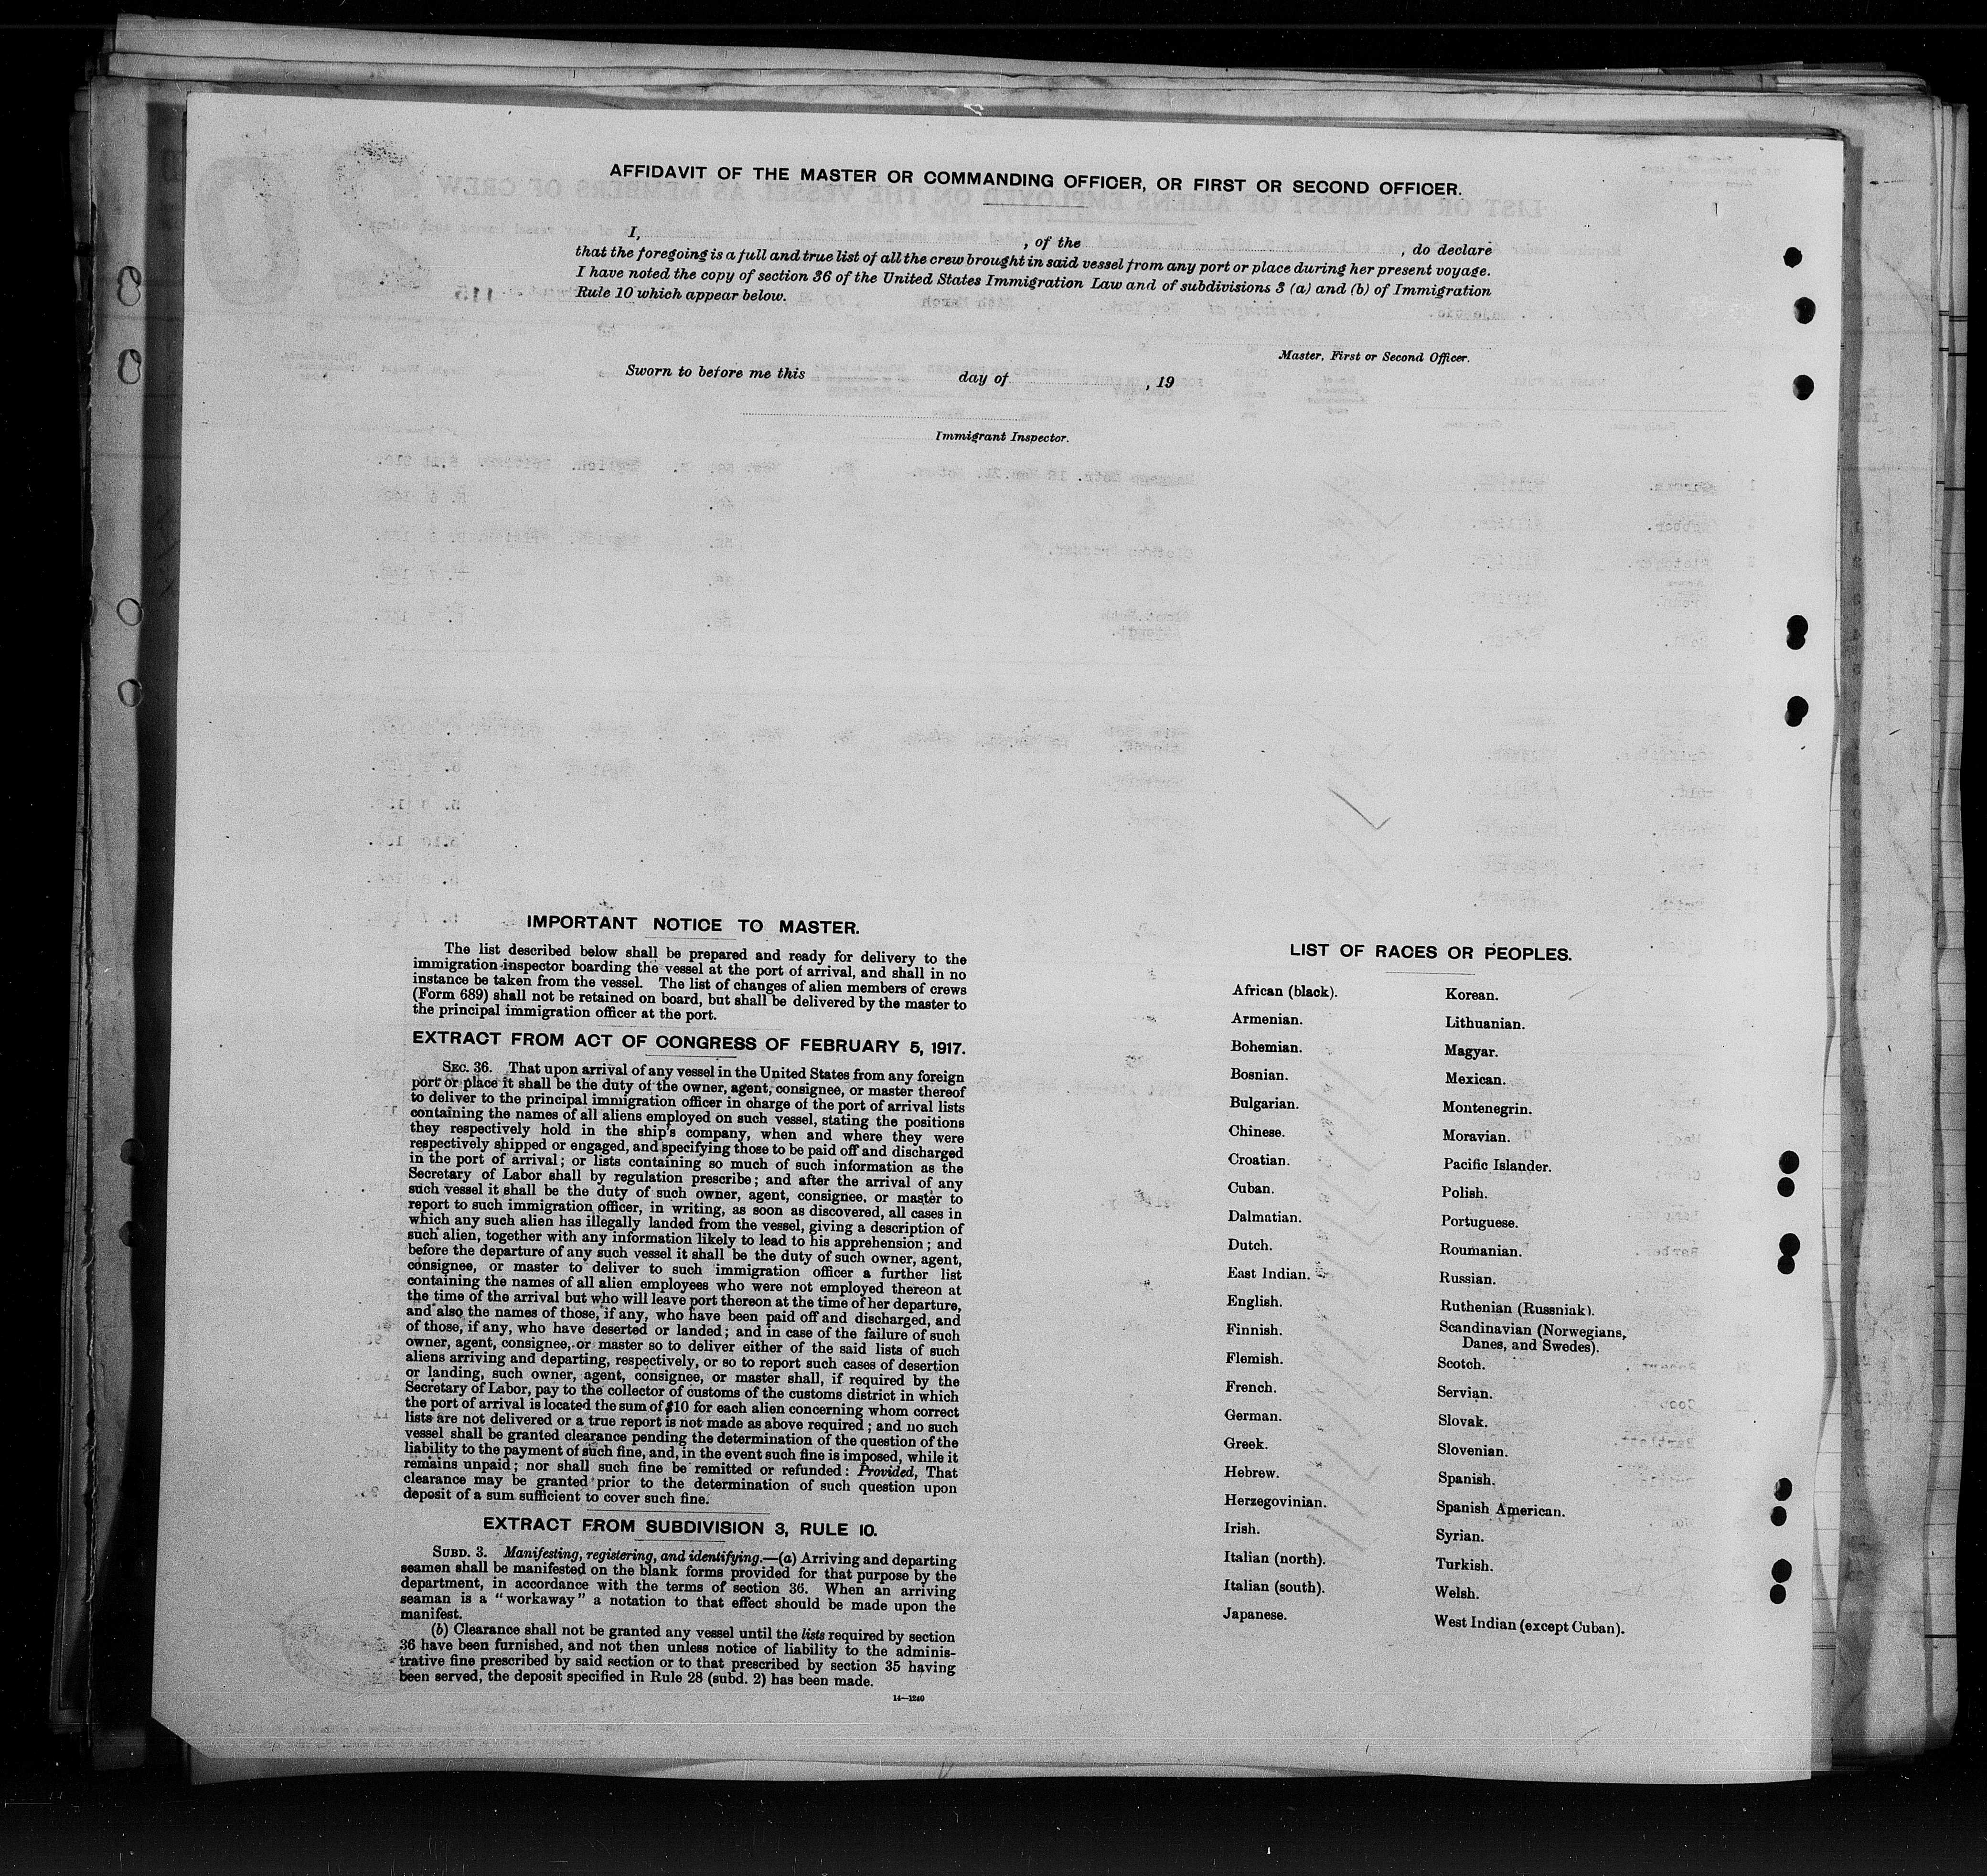 AFFIDAVIT OF THE MASTER OR COMMANDING OFFICER, OR FIRST OR SECOND OFFICER.
I, , of the , do declare
that the foregoing is a full and true list of all the crew brought in said vessel from any port or place during her present voyage.
I have noted the copy of section 36 of the United States Immigration Law and of subdivisions 3 (a) and (b) of Immigration
Rule 10 which appear below.
Master, First or Second Officer.
Sworn to before me this day of , 19
Immigrant Inspector.
IMPORTANT NOTICE TO MASTER.
The list described below shall be prepared and ready for delivery to the
immigration inspector boarding the vessel at the port of arrival, and shall in no
instance be taken from the vessel. The list of changes of alien members of crews
(Form 689) shall not be retained on board, but shall be delivered by the master to
the principal immigration officer at the port.
EXTRACT FROM ACT OF CONGRESS OF FEBRUARY 5, 1917.
SEC. 36. That upon arrival of any vessel in the United States from any foreign
port or place it shall be the duty of the owner, agent, consignee, or master thereof
to deliver to the principal immigration officer in charge of the port of arrival lists
containing the names of all aliens employed on such vessel, stating the positions
they respectively hold in the ship's company, when and where they were
respectively shipped or engaged, and specifying those to be paid off and discharged
in the port of arrival; or lists containing so much of such information as the
Secretary of Labor shall by regulation prescribe; and after the arrival of any
such vessel it shall be the duty of such owner, agent, consignee, or master to
report to such immigration officer, in writing, as soon as discovered, all cases in
which any such alien has illegally landed from the vessel, giving a description of
such alien, together with any information likely to lead to his apprehension; and
before the departure of any such vessel it shall be the duty of such owner, agent,
consignee, or master to deliver to such immigration officer a further list
containing the names of all alien employees who were not employed thereon at
the time of the arrival but who will leave port thereon at the time of her departure,
and also the names of those, if any, who have been paid off and discharged, and
of those, if any, who have deserted or landed; and in case of the failure of such
owner, agent, consignee, or master so to deliver either of the said lists of such
aliens arriving and departing, respectively, or so to report such cases of desertion
or landing, such owner, agent, consignee, or master shall, if required by the
Secretary of Labor, pay to the collector of customs of the customs district in which
the port of arrival is located the sum of $10 for each alien concerning whom correct
lists are not delivered or a true report is not made as above required; and no such
vessel shall be granted clearance pending the determination of the question of the
liability to the payment of such fine, and, in the event such fine is imposed, while it
remains unpaid; nor shall such fine be remitted or refunded: Provided, That
clearance may be granted prior to the determination of such question upon
deposit of a sum sufficient to cover such fine.
EXTRACT FROM SUBDIVISION 3, RULE 10.
SUBD. 3. Manifesting, registering, and identifying.—(a) Arriving and departing
seamen shall be manifested on the blank forms provided for that purpose by the
department, in accordance with the terms of section 36. When an arriving
seaman is a "workaway" a notation to that effect should be made upon the
manifest.
(b) Clearance shall not be granted any vessel until the lists required by section
36 have been furnished, and not then unless notice of liability to the adminis-
trative fine prescribed by said section or to that prescribed by section 35 having
been served, the deposit specified in Rule 28 (subd. 2) has been made.
14—1240
LIST OF RACES OR PEOPLES.
African (black).
Armenian.
Bohemian.
Bosnian.
Bulgarian.
Chinese.
Croatian.
Cuban.
Dalmatian.
Dutch.
East Indian.
English.
Finnish.
Flemish.
French.
German.
Greek.
Hebrew.
Herzegovinian.
Irish.
Italian (north).
Italian (south).
Japanese.
Korean.
Lithuanian.
Magyar.
Mexican.
Montenegrin.
Moravian.
Pacific Islander.
Polish.
Portuguese.
Roumanian.
Russian.
Ruthenian (Russniak).
Scandinavian (Norwegians,
Danes, and Swedes).
Scotch.
Servian.
Slovak.
Slovenian.
Spanish.
Spanish American.
Syrian.
Turkish.
Welsh.
West Indian (except Cuban).